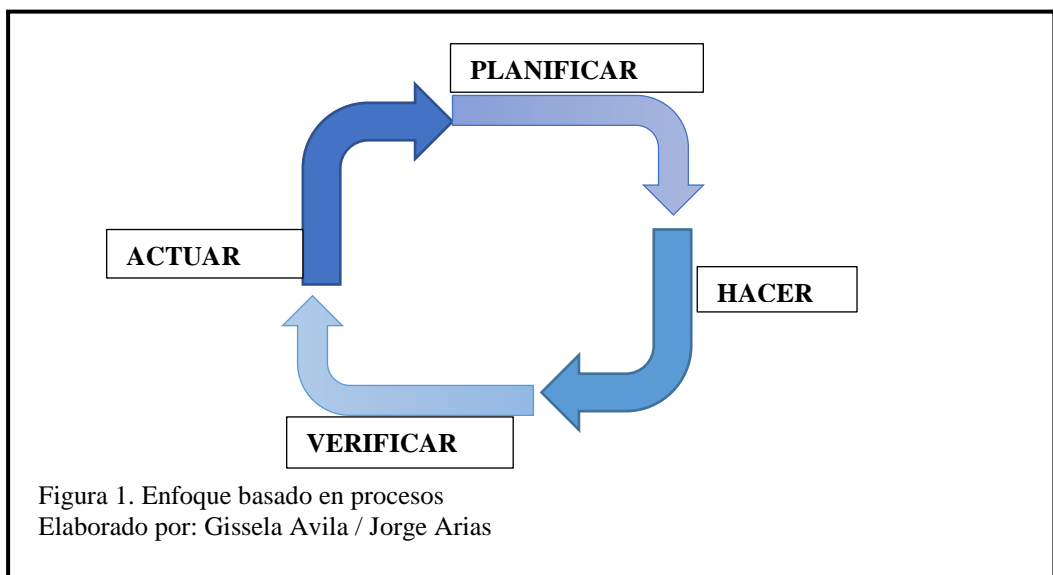 PLANIFICAR
ACTUAR
HACER
VERIFICAR
Figura 1. Enfoque basado en procesos
Elaborado por: Gissela Avila / Jorge Arias